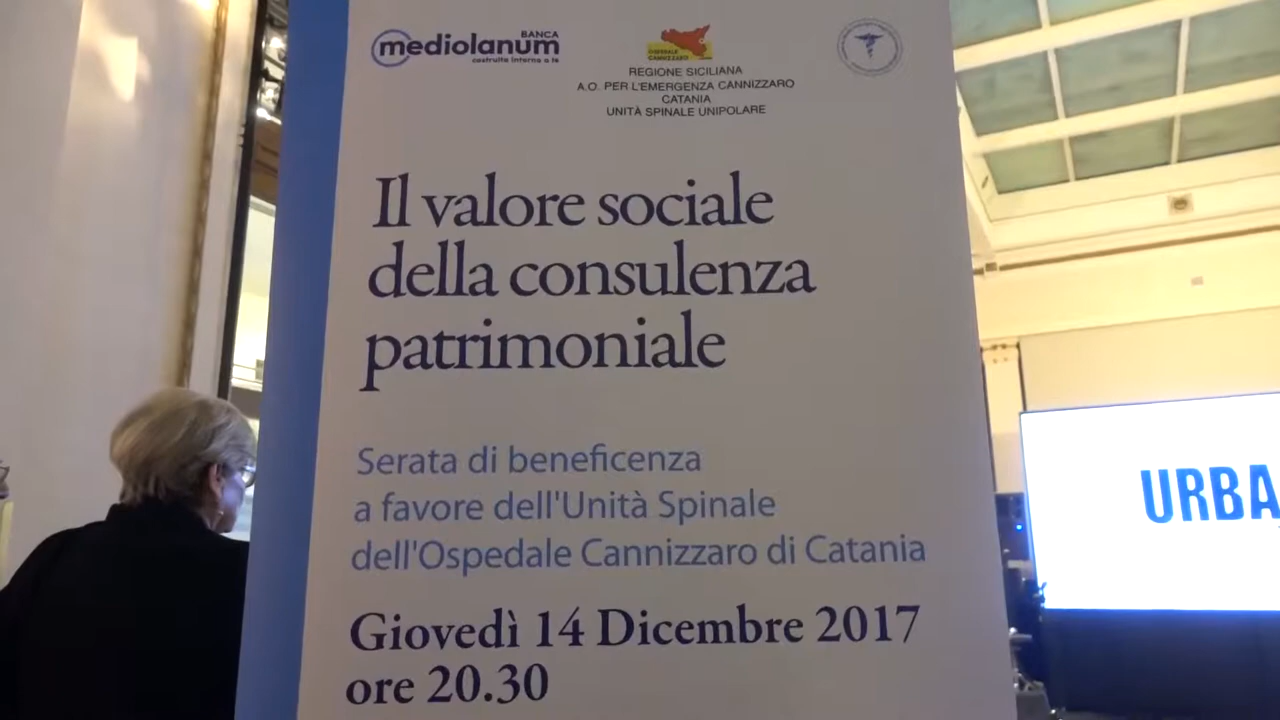 BANCA
mediolanum
costruita intorno a te
OSPEDALE
CANNIZZARO
REGIONE SICILIANA
A.O. PER L'EMERGENZA CANNIZZARO
CATANIA
UNITÀ SPINALE UNIPOLARE
Il valore sociale
della consulenza
patrimoniale
Serata di beneficenza
a favore dell'Unità Spinale
dell'Ospedale Cannizzaro di Catania
Giovedì 14 Dicembre 2017
ore 20.30
URBA